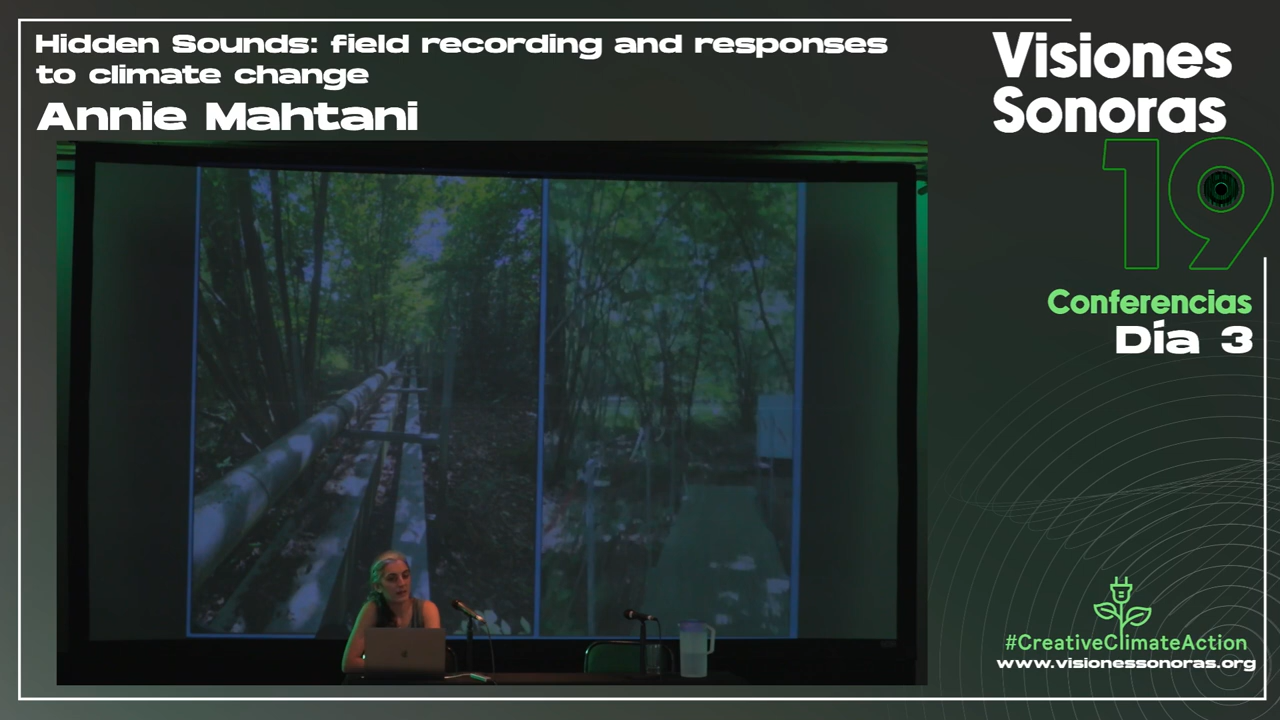 Hidden Sounds: field recording and responses
to climate change
Annie Mahtani
Visiones
Sonoras
19
Conferencias
Día 3
#CreativeClimateAction
www.visionessonoras.org